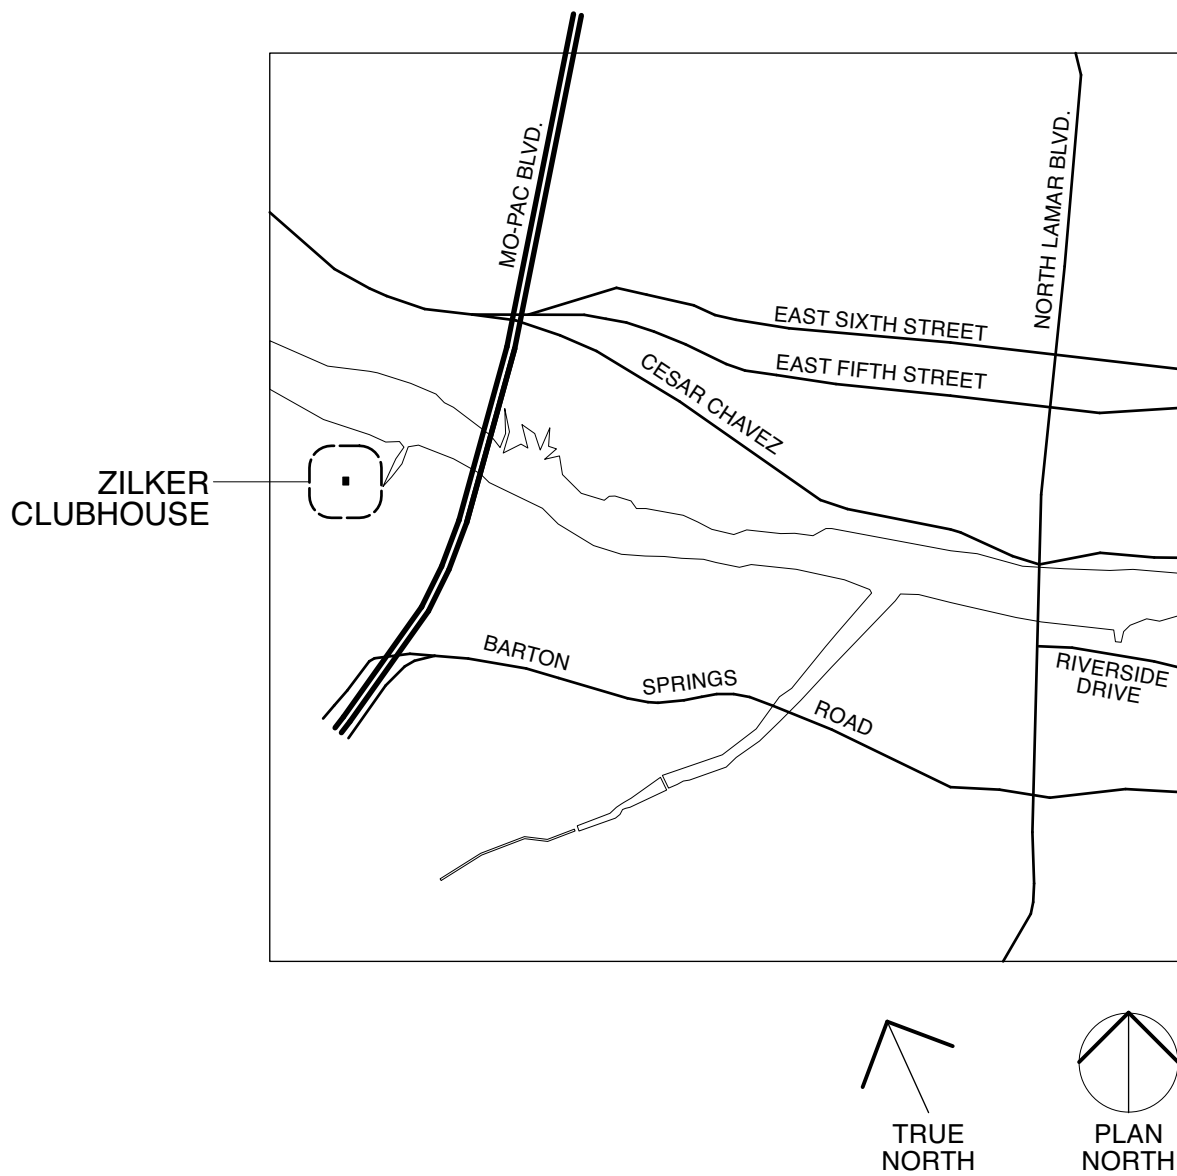 MO-PAC BLVD.
NORTH LAMAR BLVD.
EAST SIXTH STREET
EAST FIFTH STREET
CESAR CHAVEZ
ZILKER
CLUBHOUSE
BARTON
SPRINGS
ROAD
RIVERSIDE
DRIVE
TRUE
NORTH
PLAN
NORTH